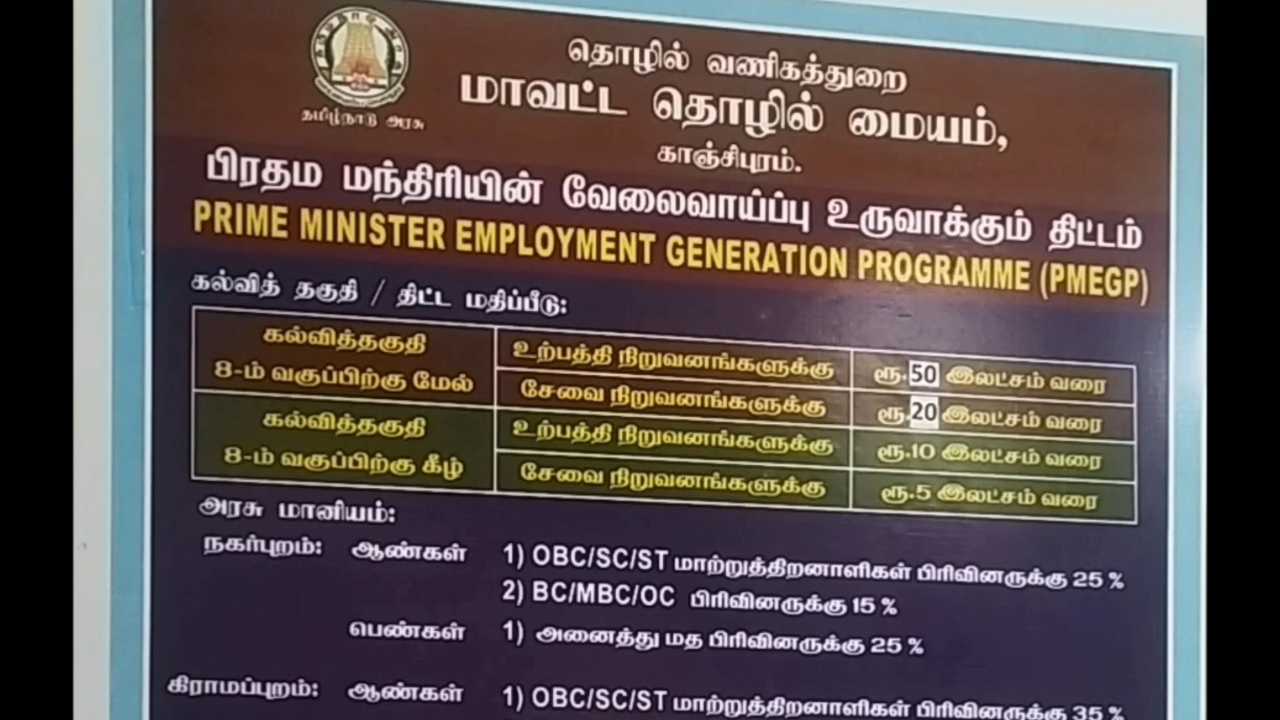 தமிழ்நாடு அரசு
தொழில் வணிகத்துறை
மாவட்ட தொழில் மையம்,
காஞ்சிபுரம்.
பிரதம மந்திரியின் வேலைவாய்ப்பு உருவாக்கும் திட்டம்
PRIME MINISTER EMPLOYMENT GENERATION PROGRAMME (PMEGP)
கல்வித் தகுதி / திட்ட மதிப்பீடு:
கல்வித்தகுதி
8-ம் வகுப்பிற்கு மேல்
உற்பத்தி நிறுவனங்களுக்கு ரூ.50 இலட்சம் வரை
சேவை நிறுவனங்களுக்கு ரூ.20 இலட்சம் வரை
கல்வித்தகுதி
8-ம் வகுப்பிற்கு கீழ்
உற்பத்தி நிறுவனங்களுக்கு ரூ.10 இலட்சம் வரை
சேவை நிறுவனங்களுக்கு ரூ.5 இலட்சம் வரை
அரசு மானியம்:
நகர்புறம்: ஆண்கள் 1) OBC/SC/ST மாற்றுத்திறனாளிகள் பிரிவினருக்கு 25 %
2) BC/MBC/OC பிரிவினருக்கு 15 %
பெண்கள் 1) அனைத்து மத பிரிவினருக்கு 25 %
கிராமப்புறம்: ஆண்கள் 1) OBC/SC/ST மாற்றுத்திறனாளிகள் பிரிவினருக்கு 35 %